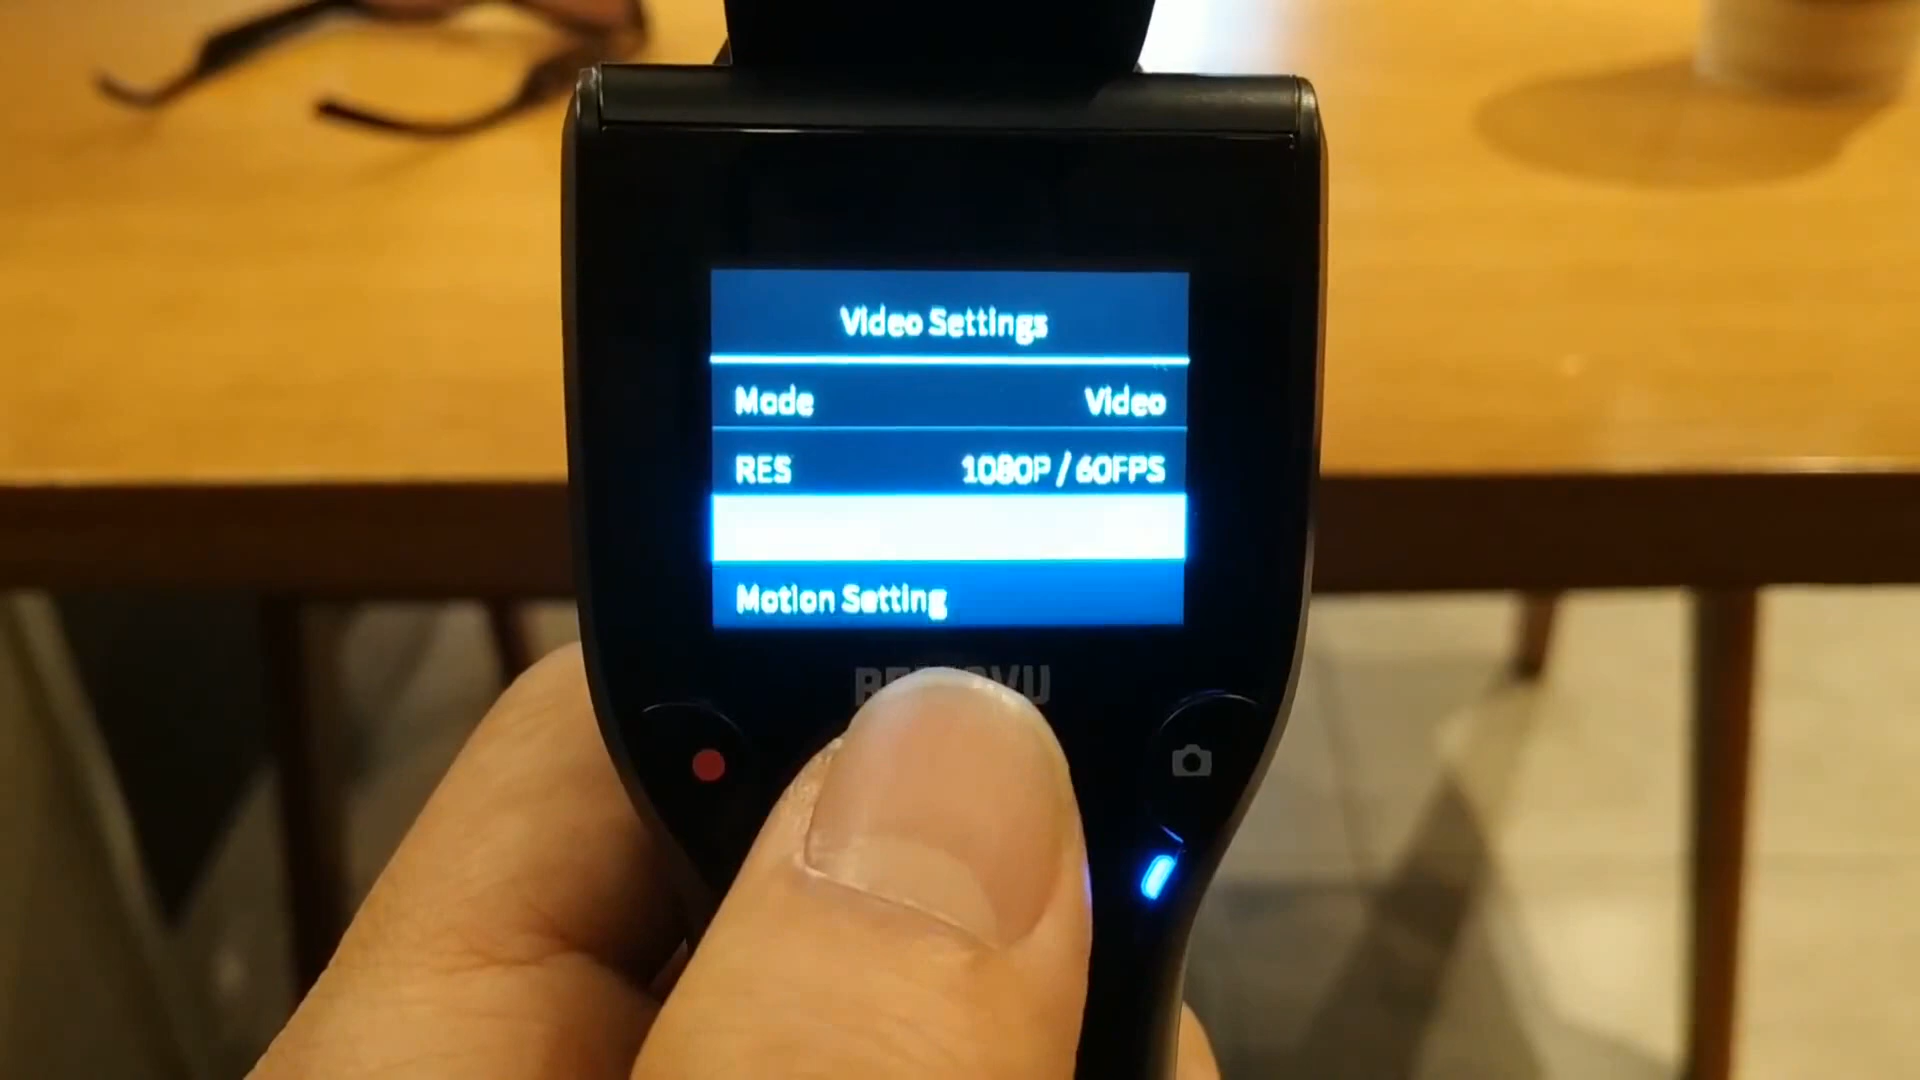 Video Settings
Mode Video
RES 1080P / 60FPS
Motion Setting